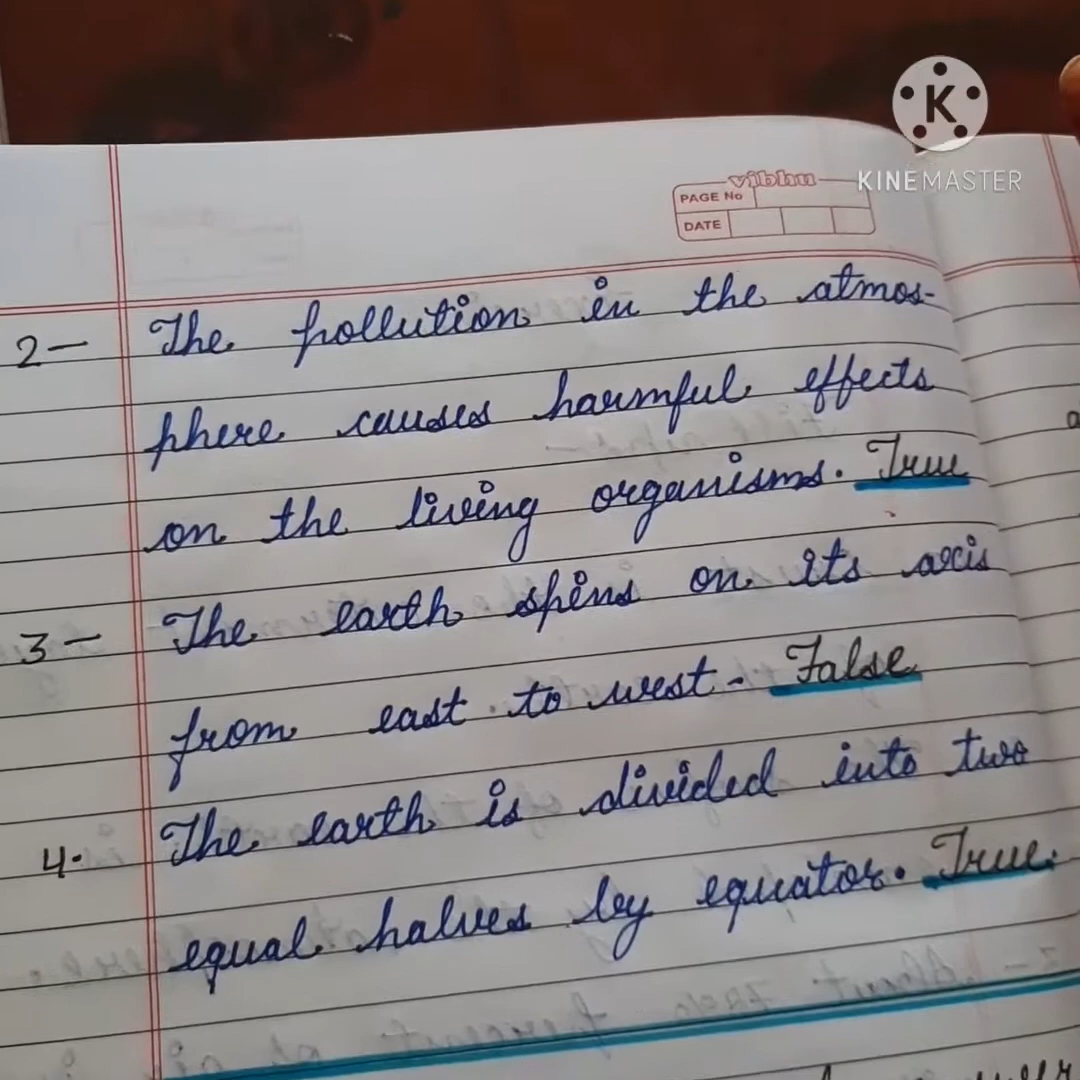 KINEMASTER
vibhu
PAGE No
DATE
2- The pollution in the atmos-
phere causes harmful effects
on the living organisms. True
3- The earth spins on its axis
from east to west. False
4. The earth is divided into two
equal halves by equator. True.